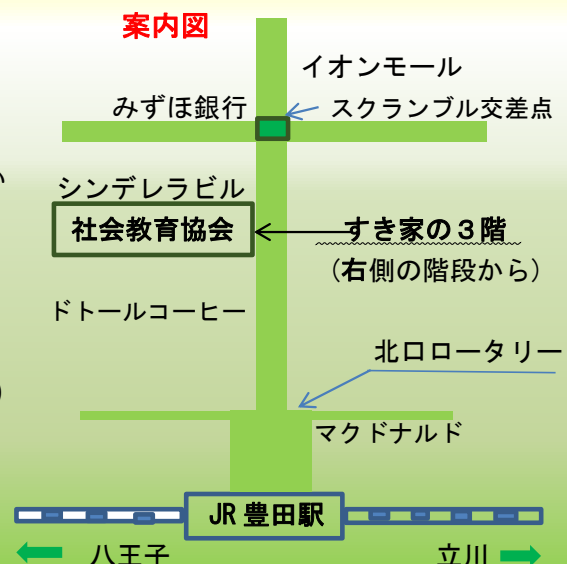 案内図
イオンモール
みずほ銀行
スクランブル交差点
シンデレラビル
社会教育協会
すき家の３階
（右側の階段から）
ドトールコーヒー
北口ロータリー
マクドナルド
JR 豊田駅
八王子
立川